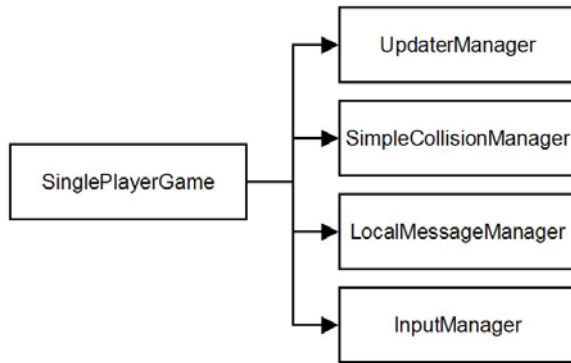 UpdaterManager
SimpleCollisionManager
SinglePlayerGame
LocalMessageManager
InputManager